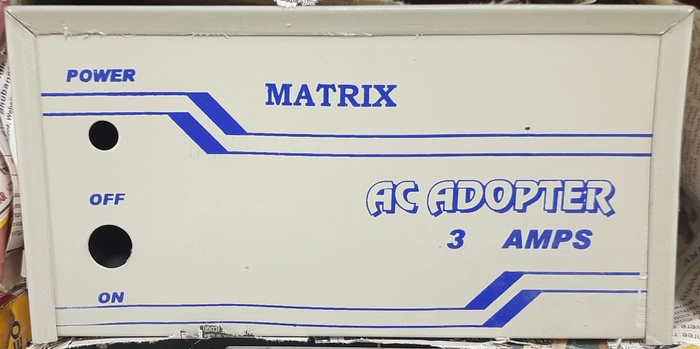 POWER
MATRIX
OFF
AC ADOPTER
3 AMPS
ON